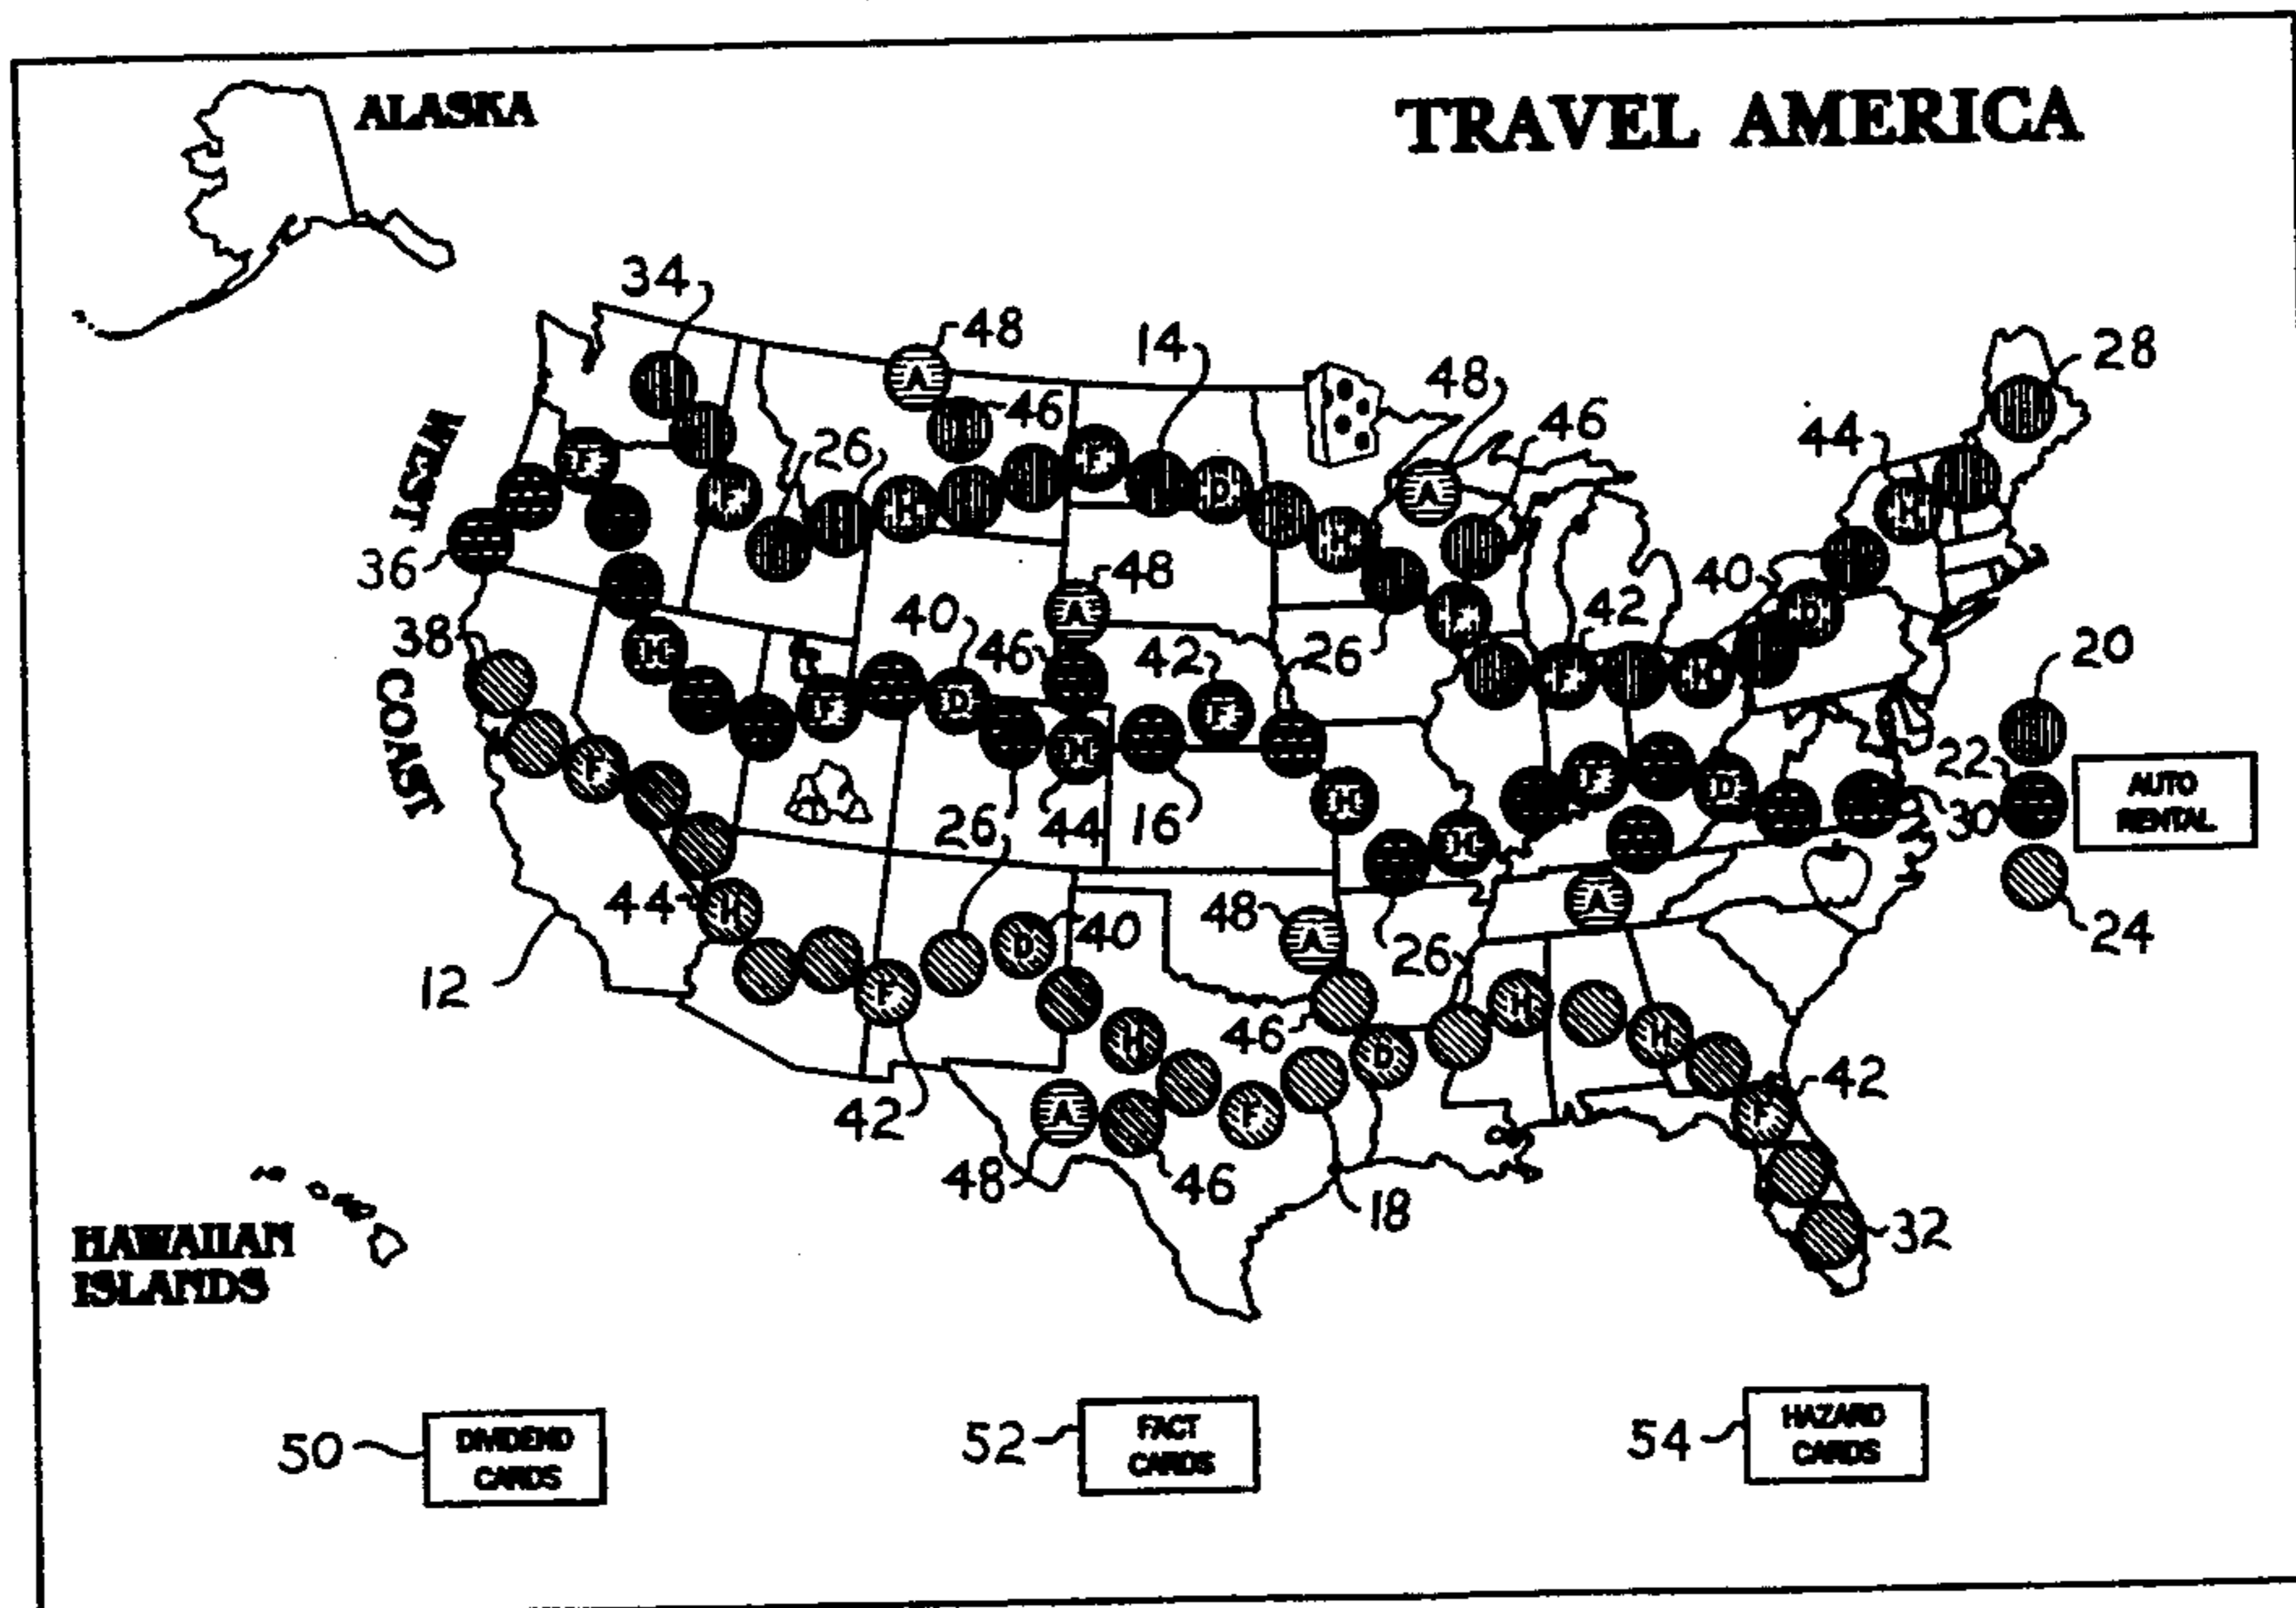 ALASKA
TRAVEL AMERICA
34
48
14
48
28
A
46
46
44
26
F
F
F
D
A
H
H
H
WEST
36
48
40
40
A
42
38
H
46
42
26
D
20
COAST
F
D
F
F
H
22
AUTO
RENTAL
F
H
F
D
26
44
16
H
30
H
44
H
A
24
48
40
A
D
26
12
F
H
H
46
H
D
42
42
A
F
F
48
46
18
32
HAWAIIAN
ISLANDS
50
DIVIDEND
CARDS
52
FACT
CARDS
54
HAZARD
CARDS